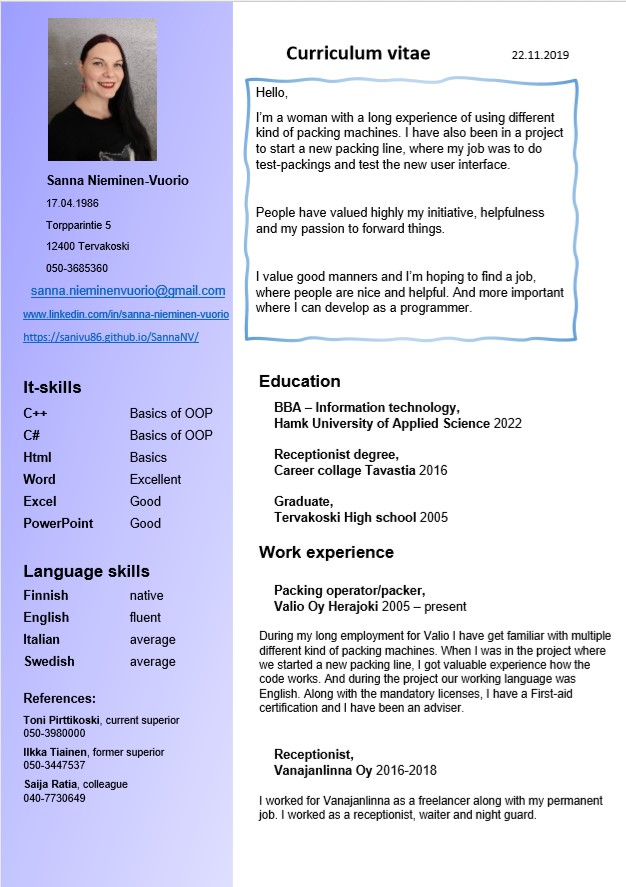 Sanna Nieminen-Vuorio
17.04.1986
Torpparintie 5
12400 Tervakoski
050-3685360
sanna.nieminenvuorio@gmail.com
www.linkedin.com/in/sanna-nieminen-vuorio
https://sanivu86.github.io/SannaNV/
It-skills
C++ Basics of OOP
C# Basics of OOP
Html Basics
Word Excellent
Excel Good
PowerPoint Good
Language skills
Finnish native
English fluent
Italian average
Swedish average
References:
Toni Pirttikoski, current superior
050-3980000
Ilkka Tiainen, former superior
050-3447537
Saija Ratia, colleague
040-7730649
Curriculum vitae 22.11.2019
Hello,
I'm a woman with a long experience of using different
kind of packing machines. I have also been in a project
to start a new packing line, where my job was to do
test-packings and test the new user interface.
People have valued highly my initiative, helpfulness
and my passion to forward things.
I value good manners and I'm hoping to find a job,
where people are nice and helpful. And more important
where I can develop as a programmer.
Education
BBA – Information technology,
Hamk University of Applied Science 2022
Receptionist degree,
Career collage Tavastia 2016
Graduate,
Tervakoski High school 2005
Work experience
Packing operator/packer,
Valio Oy Herajoki 2005 – present
During my long employment for Valio I have get familiar with multiple
different kind of packing machines. When I was in the project where
we started a new packing line, I got valuable experience how the
code works. And during the project our working language was
English. Along with the mandatory licenses, I have a First-aid
certification and I have been an adviser.
Receptionist,
Vanajanlinna Oy 2016-2018
I worked for Vanajanlinna as a freelancer along with my permanent
job. I worked as a receptionist, waiter and night guard.